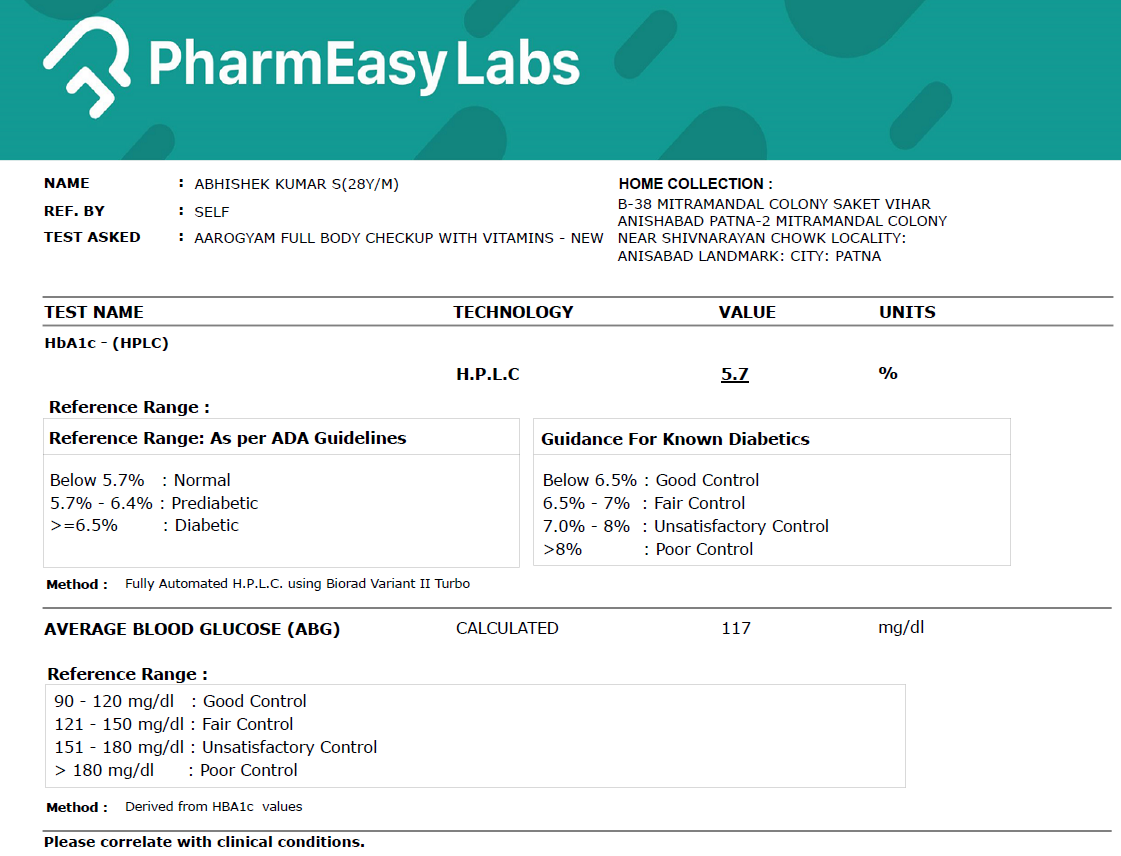 PharmEasy Labs
NAME : ABHISHEK KUMAR S(28Y/M)
REF. BY : SELF
TEST ASKED : AAROGYAM FULL BODY CHECKUP WITH VITAMINS - NEW
HOME COLLECTION :
B-38 MITRAMANDAL COLONY SAKET VIHAR
ANISHABAD PATNA-2 MITRAMANDAL COLONY
NEAR SHIVNARAYAN CHOWK LOCALITY:
ANISABAD LANDMARK: CITY: PATNA
TEST NAME TECHNOLOGY VALUE UNITS
HbA1c - (HPLC)
H.P.L.C 5.7 %
Reference Range :
Reference Range: As per ADA Guidelines
Below 5.7% : Normal
5.7% - 6.4% : Prediabetic
>=6.5% : Diabetic
Guidance For Known Diabetics
Below 6.5% : Good Control
6.5% - 7% : Fair Control
7.0% - 8% : Unsatisfactory Control
>8% : Poor Control
Method : Fully Automated H.P.L.C. using Biorad Variant II Turbo
AVERAGE BLOOD GLUCOSE (ABG) CALCULATED 117 mg/dl
Reference Range :
90 - 120 mg/dl : Good Control
121 - 150 mg/dl : Fair Control
151 - 180 mg/dl : Unsatisfactory Control
> 180 mg/dl : Poor Control
Method : Derived from HBA1c values
Please correlate with clinical conditions.